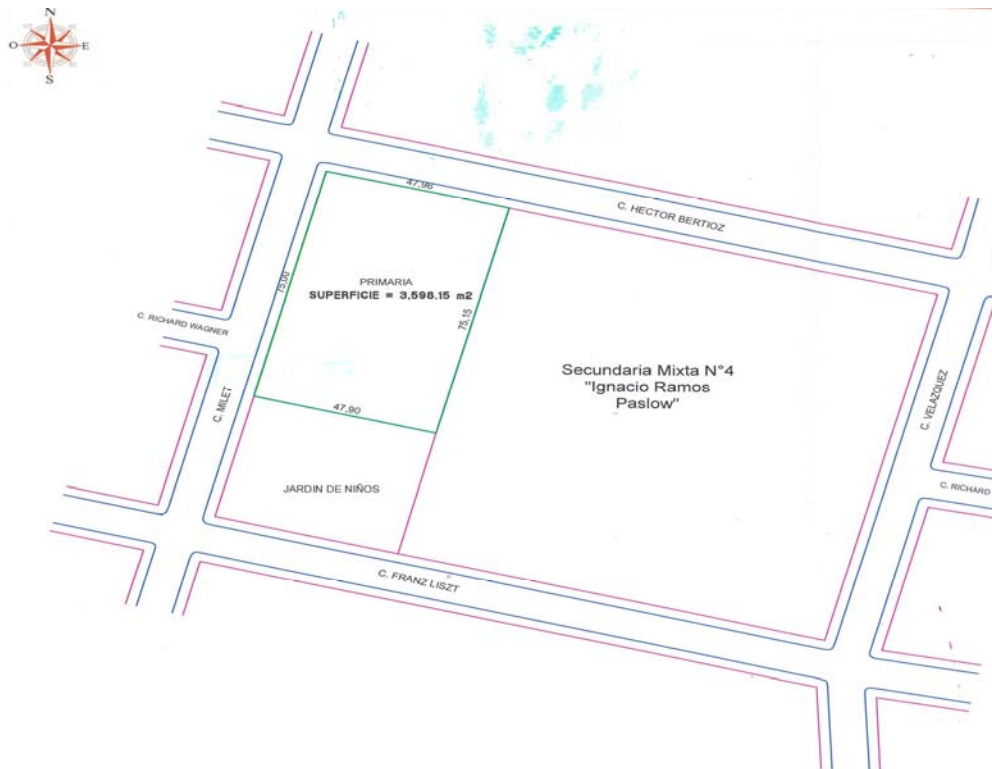 N
O
E
S
47,96
C. HECTOR BERTIOZ
75,00
PRIMARIA
SUPERFICIE = 3,598.15 m2
75,15
C. RICHARD WAGNER
Secundaria Mixta N°4
"Ignacio Ramos
Paslow"
C. MILET
47,90
C. VELAZQUEZ
JARDIN DE NIÑOS
C. RICHARD
C. FRANZ LISZT